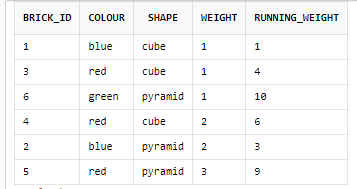 BRICK_ID COLOUR SHAPE WEIGHT RUNNING_WEIGHT
1 blue cube 1 1
3 red cube 1 4
6 green pyramid 1 10
4 red cube 2 6
2 blue pyramid 2 3
5 red pyramid 3 9